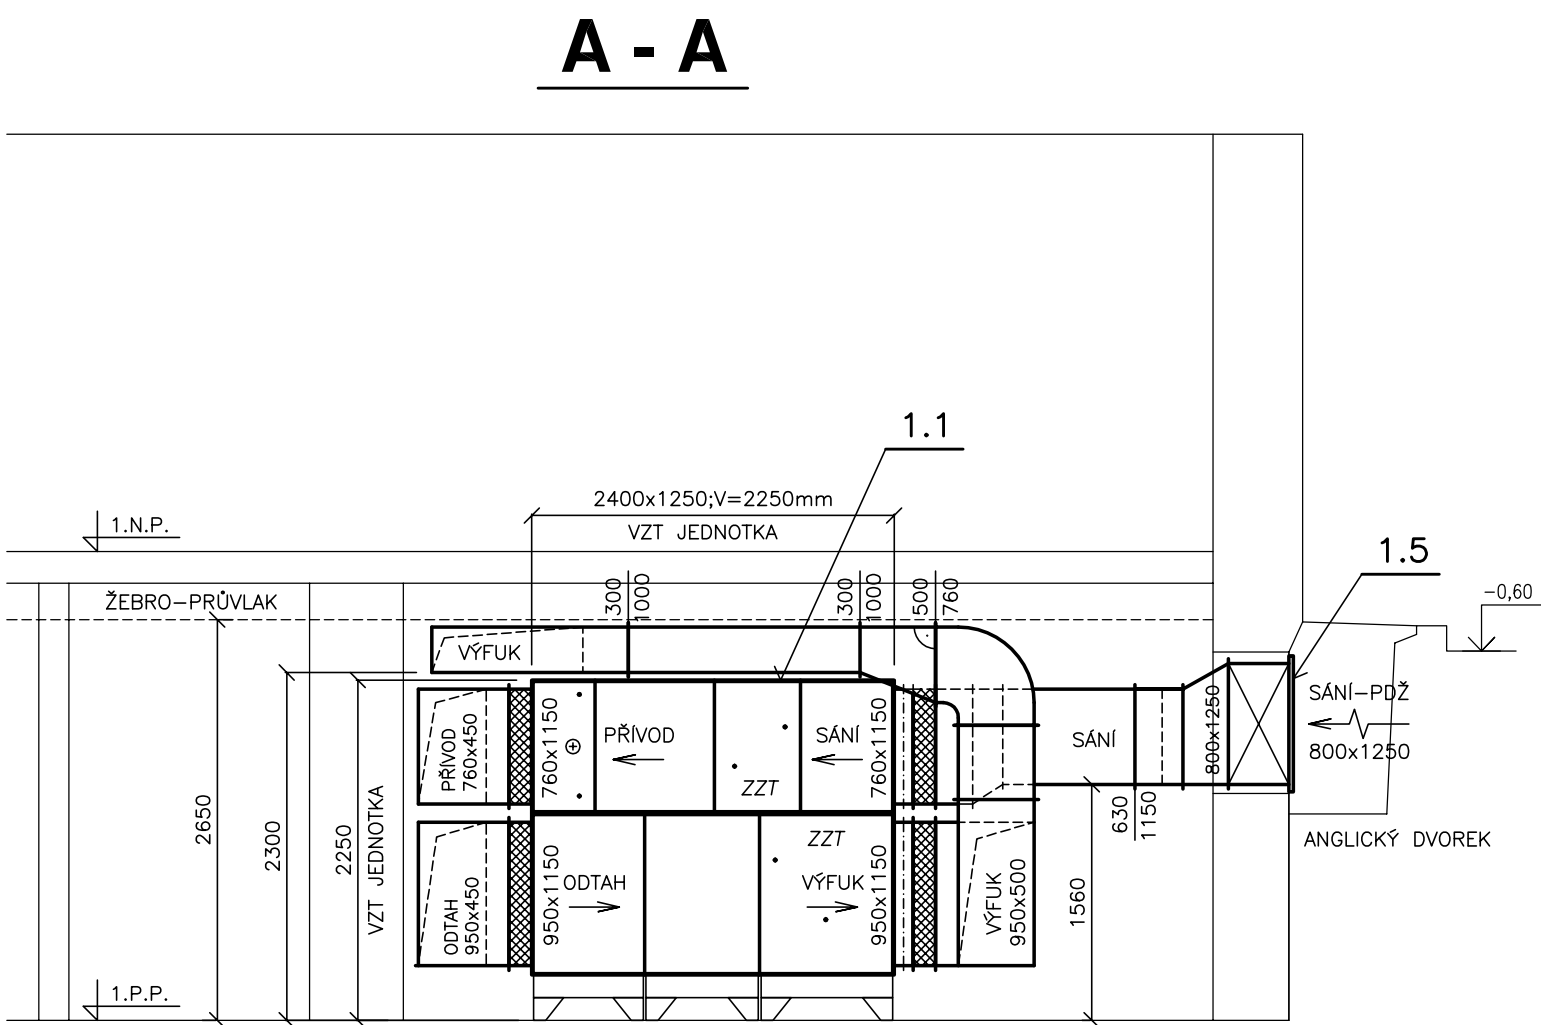 A - A
1.1
2400x1250;V=2250mm
VZT JEDNOTKA
1.N.P.
1.5
ŽEBRO-PRŮVLAK
300
1000
300
1000
500
760
-0,60
VÝFUK
PŘÍVOD
760x450
760x1150
PŘÍVOD
SÁNÍ
760x1150
ZZT
SÁNÍ
800x1250
SÁNÍ-PDŽ
800x1250
630
1150
ANGLICKÝ DVOREK
2650
2300
2250
VZT JEDNOTKA
ODTAH
950x450
950x1150
ODTAH
ZZT
VÝFUK
950x1150
VÝFUK
950x500
1560
1.P.P.